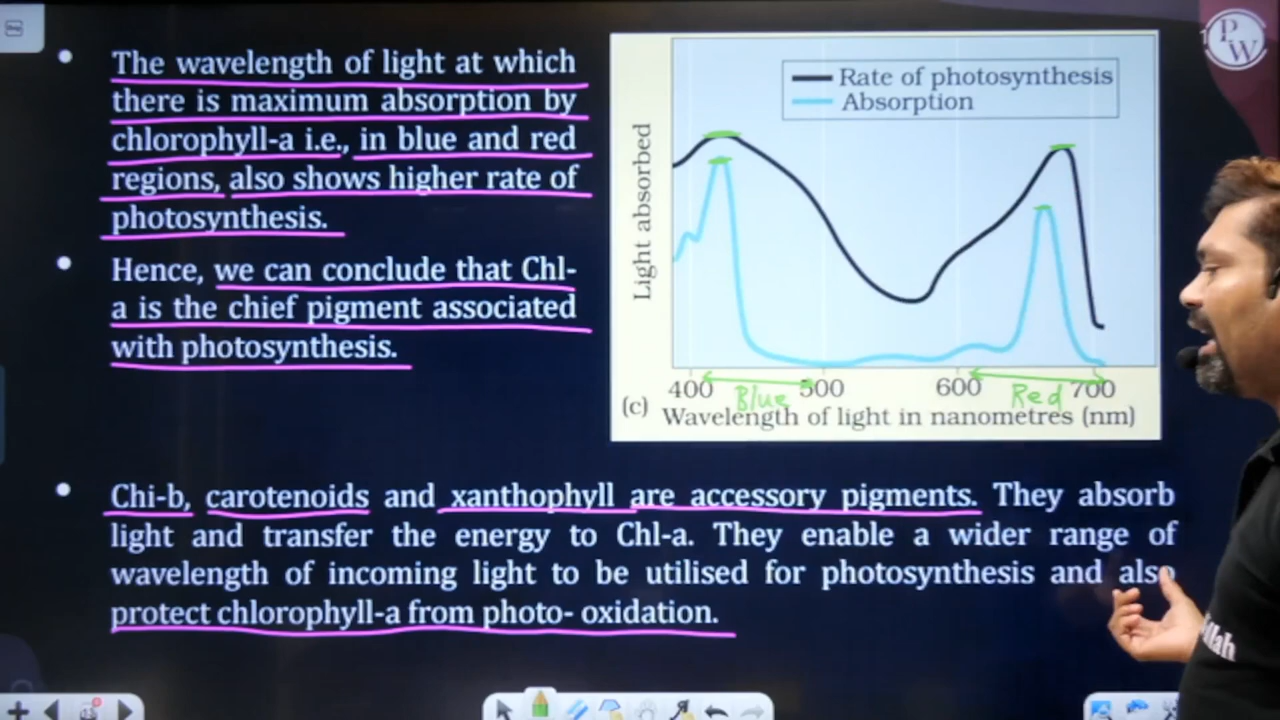 The wavelength of light at which
there is maximum absorption by
chlorophyll-a i.e., in blue and red
regions, also shows higher rate of
photosynthesis.
Hence, we can conclude that Chl-
a is the chief pigment associated
with photosynthesis.
P
W
Rate of photosynthesis
Absorption
Light absorbed
400 500 600 700
Blue Red
(c) Wavelength of light in nanometres (nm)
Chi-b, carotenoids and xanthophyll are accessory pigments. They absorb
light and transfer the energy to Chl-a. They enable a wider range of
wavelength of incoming light to be utilised for photosynthesis and also
protect chlorophyll-a from photo- oxidation.